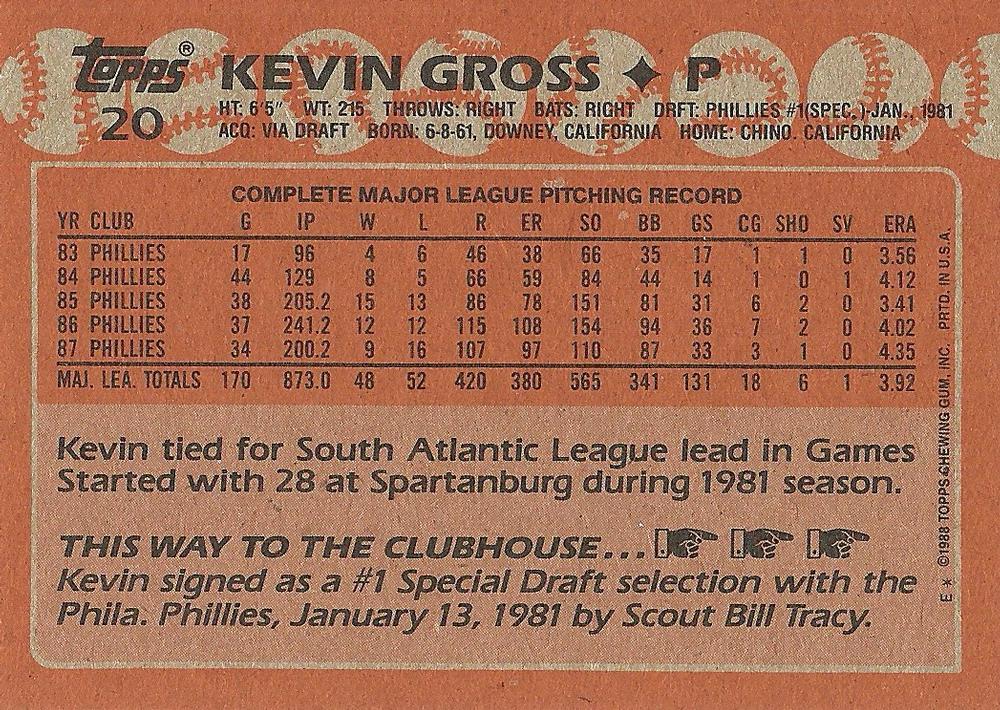 Topps® KEVIN GROSS ✦ P
20 HT: 6'5" WT: 215 THROWS: RIGHT BATS: RIGHT DRFT: PHILLIES #1(SPEC.)-JAN., 1981
ACQ: VIA DRAFT BORN: 6-8-61, DOWNEY, CALIFORNIA HOME: CHINO. CALIFORNIA
COMPLETE MAJOR LEAGUE PITCHING RECORD
YR CLUB G IP W L R ER SO BB GS CG SHO SV ERA
83 PHILLIES 17 96 4 6 46 38 66 35 17 1 1 0 3.56
84 PHILLIES 44 129 8 5 66 59 84 44 14 1 0 1 4.12
85 PHILLIES 38 205.2 15 13 86 78 151 81 31 6 2 0 3.41
86 PHILLIES 37 241.2 12 12 115 108 154 94 36 7 2 0 4.02
87 PHILLIES 34 200.2 9 16 107 97 110 87 33 3 1 0 4.35
MAJ. LEA. TOTALS 170 873.0 48 52 420 380 565 341 131 18 6 1 3.92
Kevin tied for South Atlantic League lead in Games
Started with 28 at Spartanburg during 1981 season.
THIS WAY TO THE CLUBHOUSE...
Kevin signed as a #1 Special Draft selection with the
Phila. Phillies, January 13, 1981 by Scout Bill Tracy.
E* ©1988 TOPPS CHEWING GUM, INC. PRTD. IN U.S.A.